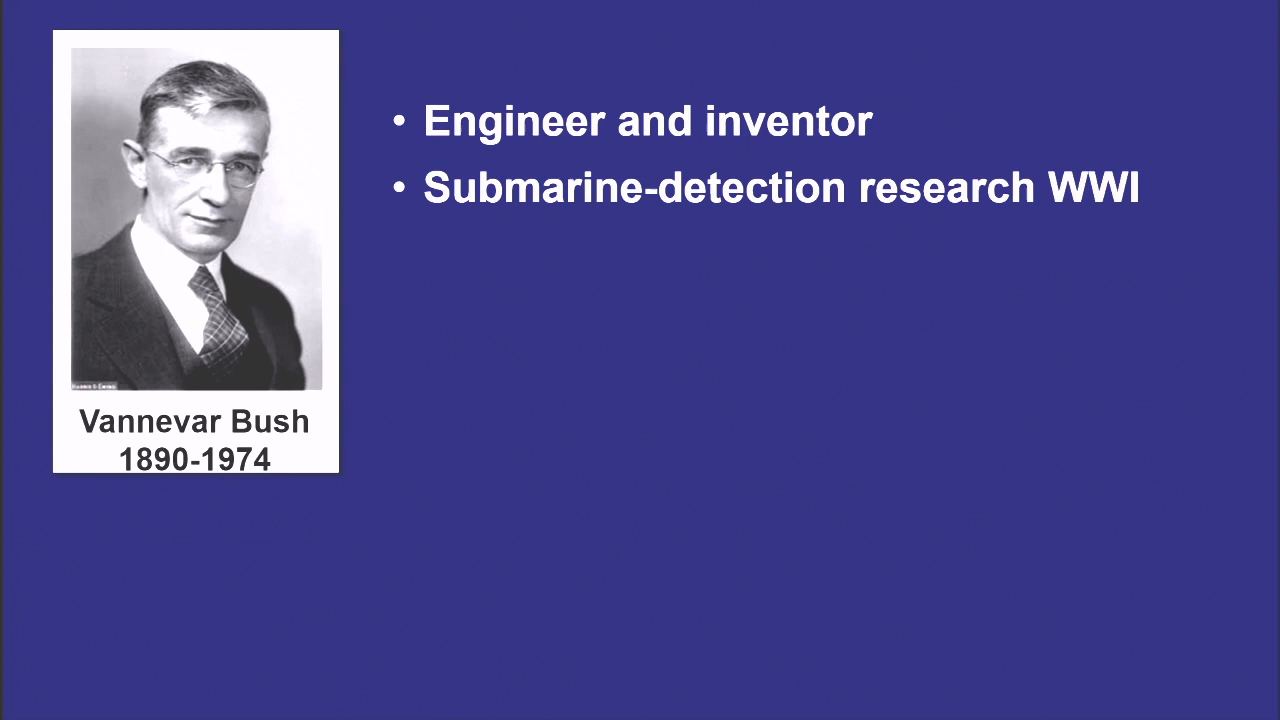 • Engineer and inventor
• Submarine-detection research WWI
Vannevar Bush
1890-1974